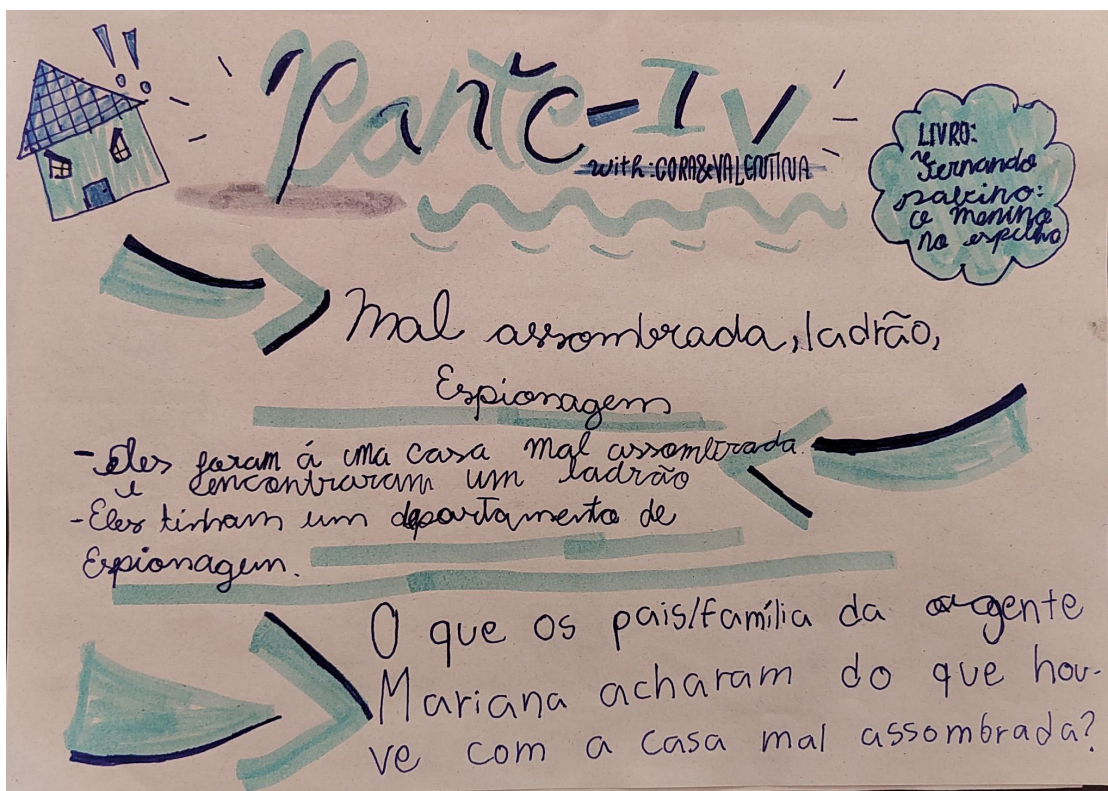 Parte-IV
with: CORA&VALENTINA
LIVRO:
Fernando
sabino:
o menino
no espelho
Mal assombrada, ladrão,
Espionagem
- Eles foram á uma casa mal assombrada.
e encontraram um ladrão
- Eles tinham um departamento de
Espionagem.
O que os pais/família da agente
Mariana acharam do que hou-
ve com a casa mal assombrada?